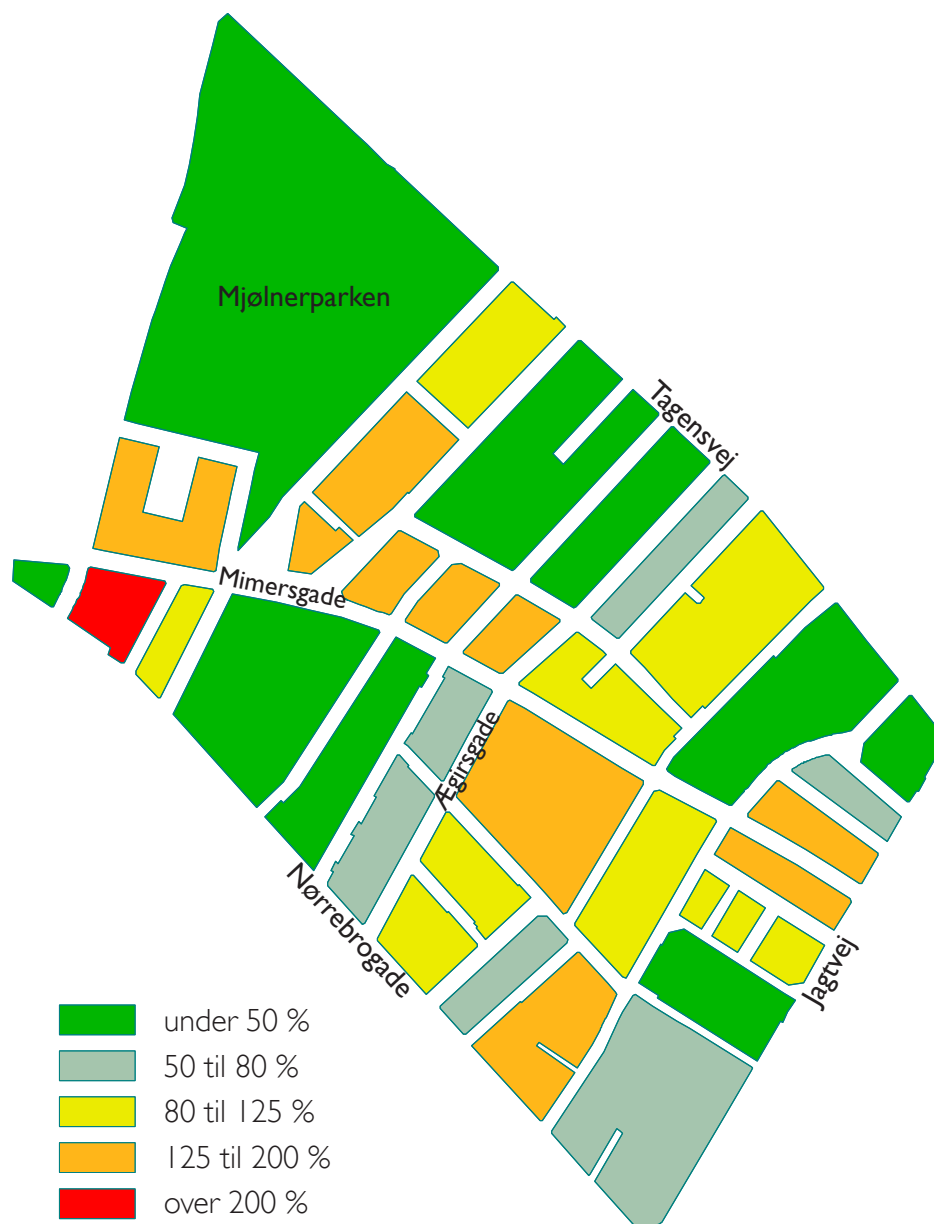 Mjølnerparken
Tagensvej
Mimersgade
Ægirsgade
Nørrebrogade
Jagtvej
under 50 %
50 til 80 %
80 til 125 %
125 til 200 %
over 200 %